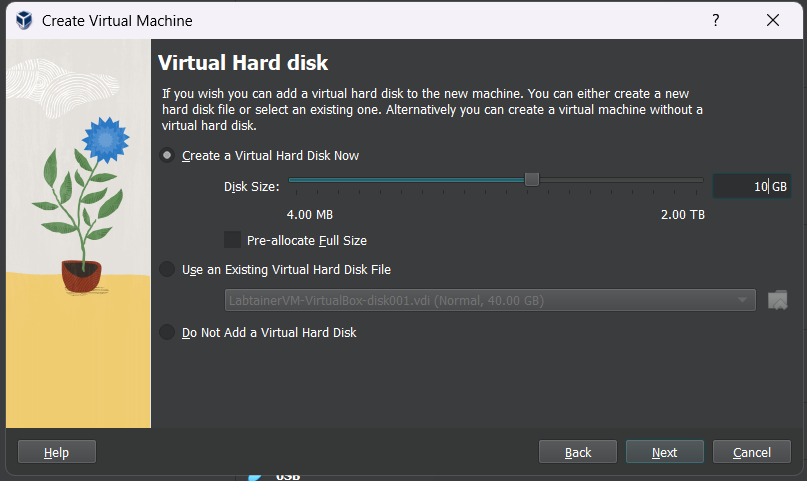 Create Virtual Machine
?
Virtual Hard disk
If you wish you can add a virtual hard disk to the new machine. You can either create a new
hard disk file or select an existing one. Alternatively you can create a virtual machine without a
virtual hard disk.
Create a Virtual Hard Disk Now
Disk Size:
10 GB
4.00 MB
2.00 TB
Pre-allocate Full Size
Use an Existing Virtual Hard Disk File
LabtainerVM-VirtualBox-disk001.vdi (Normal, 40.00 GB)
Do Not Add a Virtual Hard Disk
Help
Back
Next
Cancel
USB